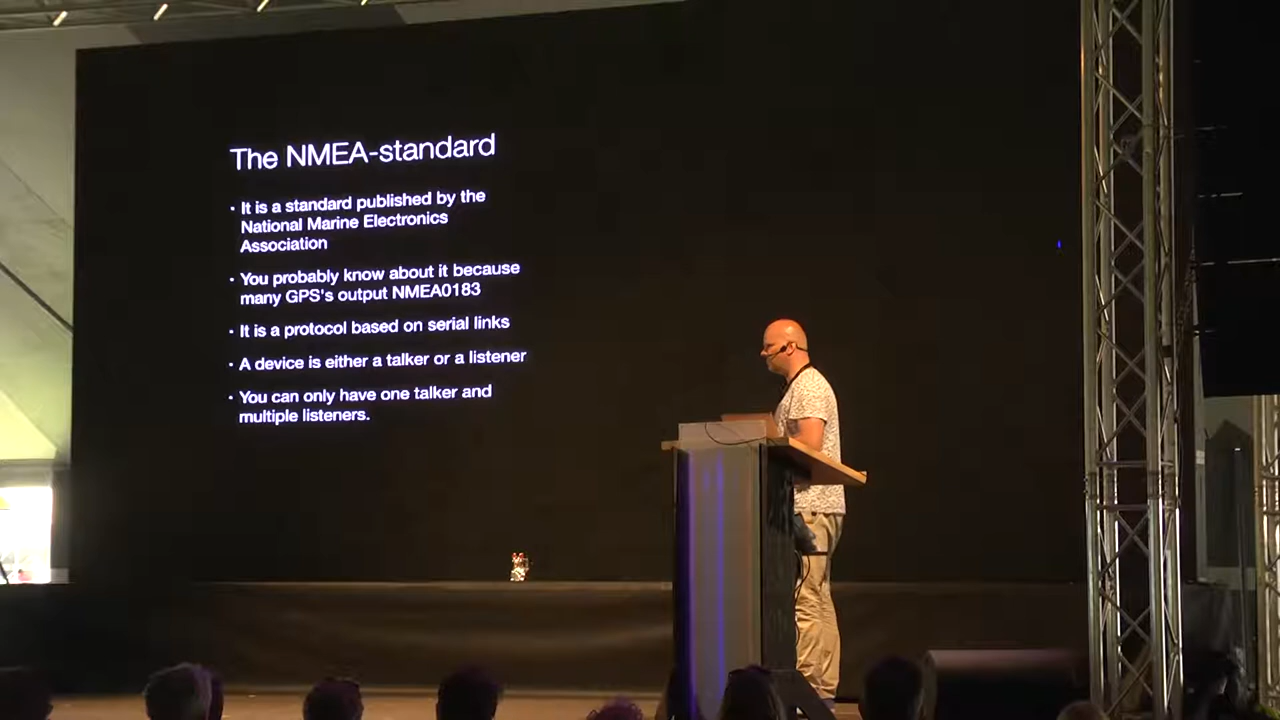 The NMEA-standard
• It is a standard published by the
National Marine Electronics
Association
• You probably know about it because
many GPS's output NMEA0183
• It is a protocol based on serial links
• A device is either a talker or a listener
• You can only have one talker and
multiple listeners.